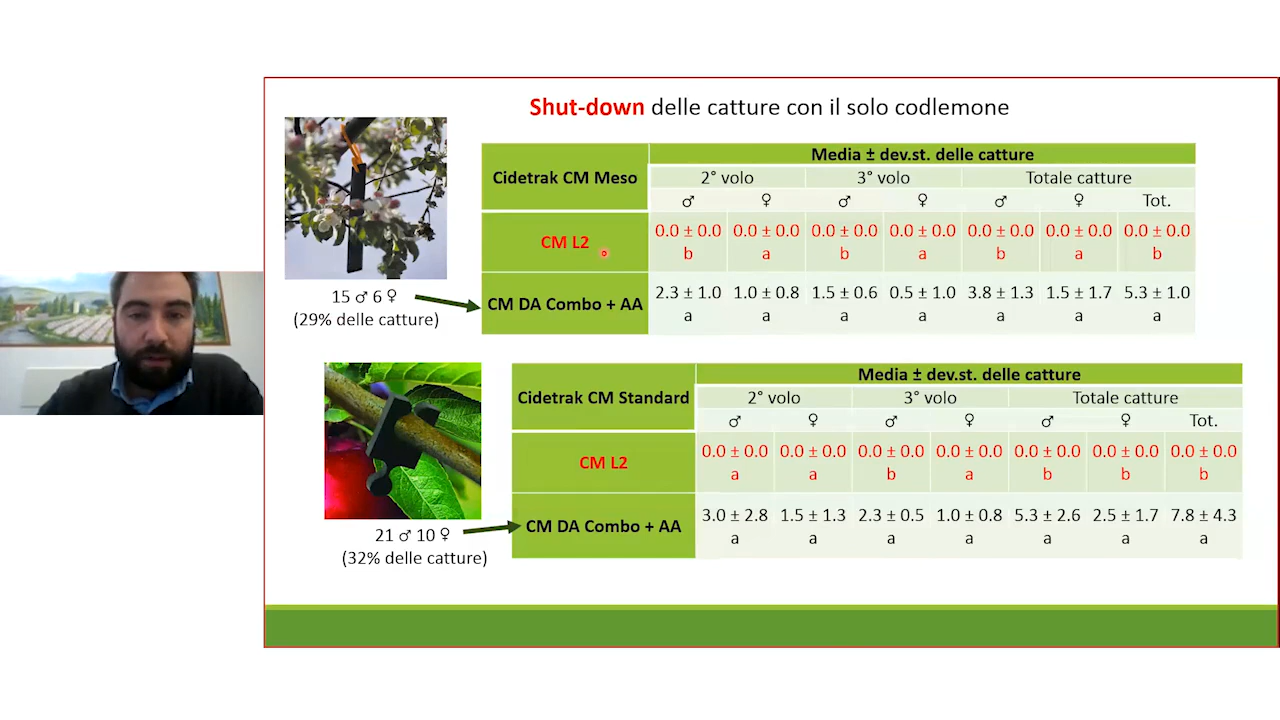 Shut-down delle catture con il solo codlemone
Cidetrak CM Meso
Media ± dev.st. delle catture
2° volo 3° volo Totale catture
♂ ♀ ♂ ♀ ♂ ♀ Tot.
CM L2
0.0 ± 0.0 0.0 ± 0.0 0.0 ± 0.0 0.0 ± 0.0 0.0 ± 0.0 0.0 ± 0.0 0.0 ± 0.0
b a b a b a b
CM DA Combo + AA
2.3 ± 1.0 1.0 ± 0.8 1.5 ± 0.6 0.5 ± 1.0 3.8 ± 1.3 1.5 ± 1.7 5.3 ± 1.0
a a a a a a a
15 ♂ 6 ♀
(29% delle catture)
Cidetrak CM Standard
Media ± dev.st. delle catture
2° volo 3° volo Totale catture
♂ ♀ ♂ ♀ ♂ ♀ Tot.
CM L2
0.0 ± 0.0 0.0 ± 0.0 0.0 ± 0.0 0.0 ± 0.0 0.0 ± 0.0 0.0 ± 0.0 0.0 ± 0.0
a a b a b b b
CM DA Combo + AA
3.0 ± 2.8 1.5 ± 1.3 2.3 ± 0.5 1.0 ± 0.8 5.3 ± 2.6 2.5 ± 1.7 7.8 ± 4.3
a a a a a a a
21 ♂ 10 ♀
(32% delle catture)